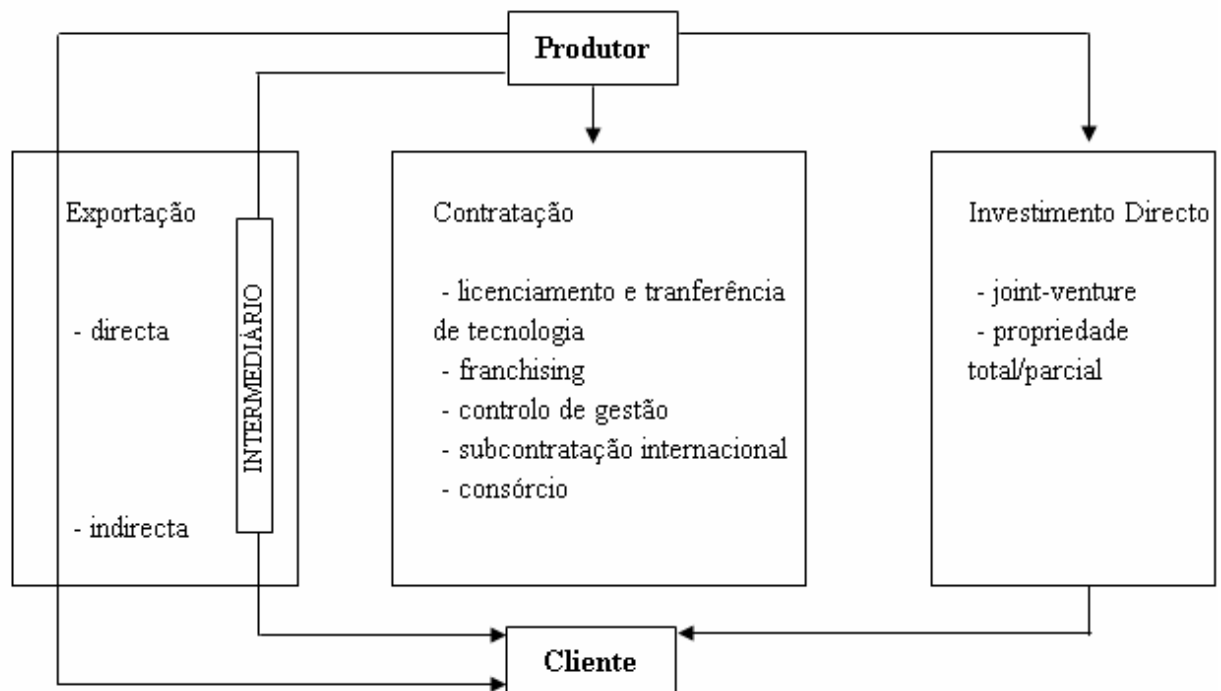 Produtor
Exportação
- directa
- indirecta
INTERMEDIÁRIO
Contratação
- licenciamento e tranferência
de tecnologia
- franchising
- controlo de gestão
- subcontratação internacional
- consórcio
Investimento Directo
- joint-venture
- propriedade
total/parcial
Cliente